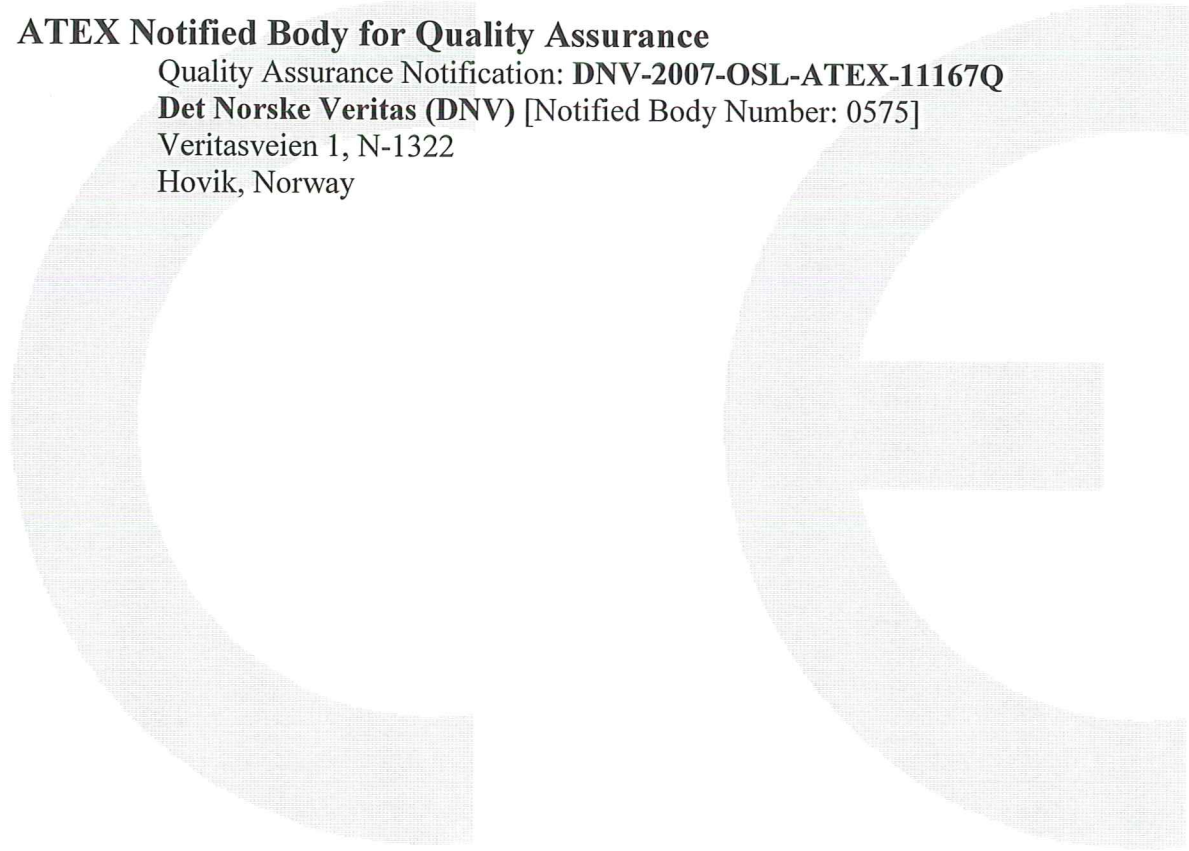 ATEX Notified Body for Quality Assurance
Quality Assurance Notification: DNV-2007-OSL-ATEX-11167Q
Det Norske Veritas (DNV) [Notified Body Number: 0575]
Veritasveien 1, N-1322
Hovik, Norway